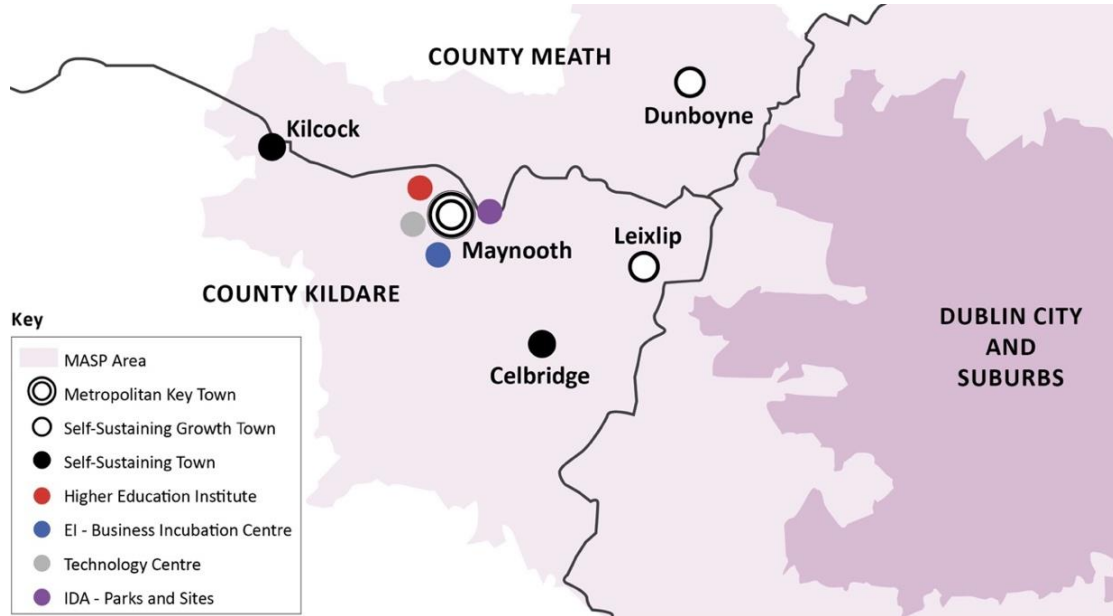 COUNTY MEATH
Dunboyne
Kilcock
Maynooth
Leixlip
COUNTY KILDARE
Celbridge
DUBLIN CITY
AND
SUBURBS
Key
MASP Area
Metropolitan Key Town
Self-Sustaining Growth Town
Self-Sustaining Town
Higher Education Institute
EI - Business Incubation Centre
Technology Centre
IDA - Parks and Sites